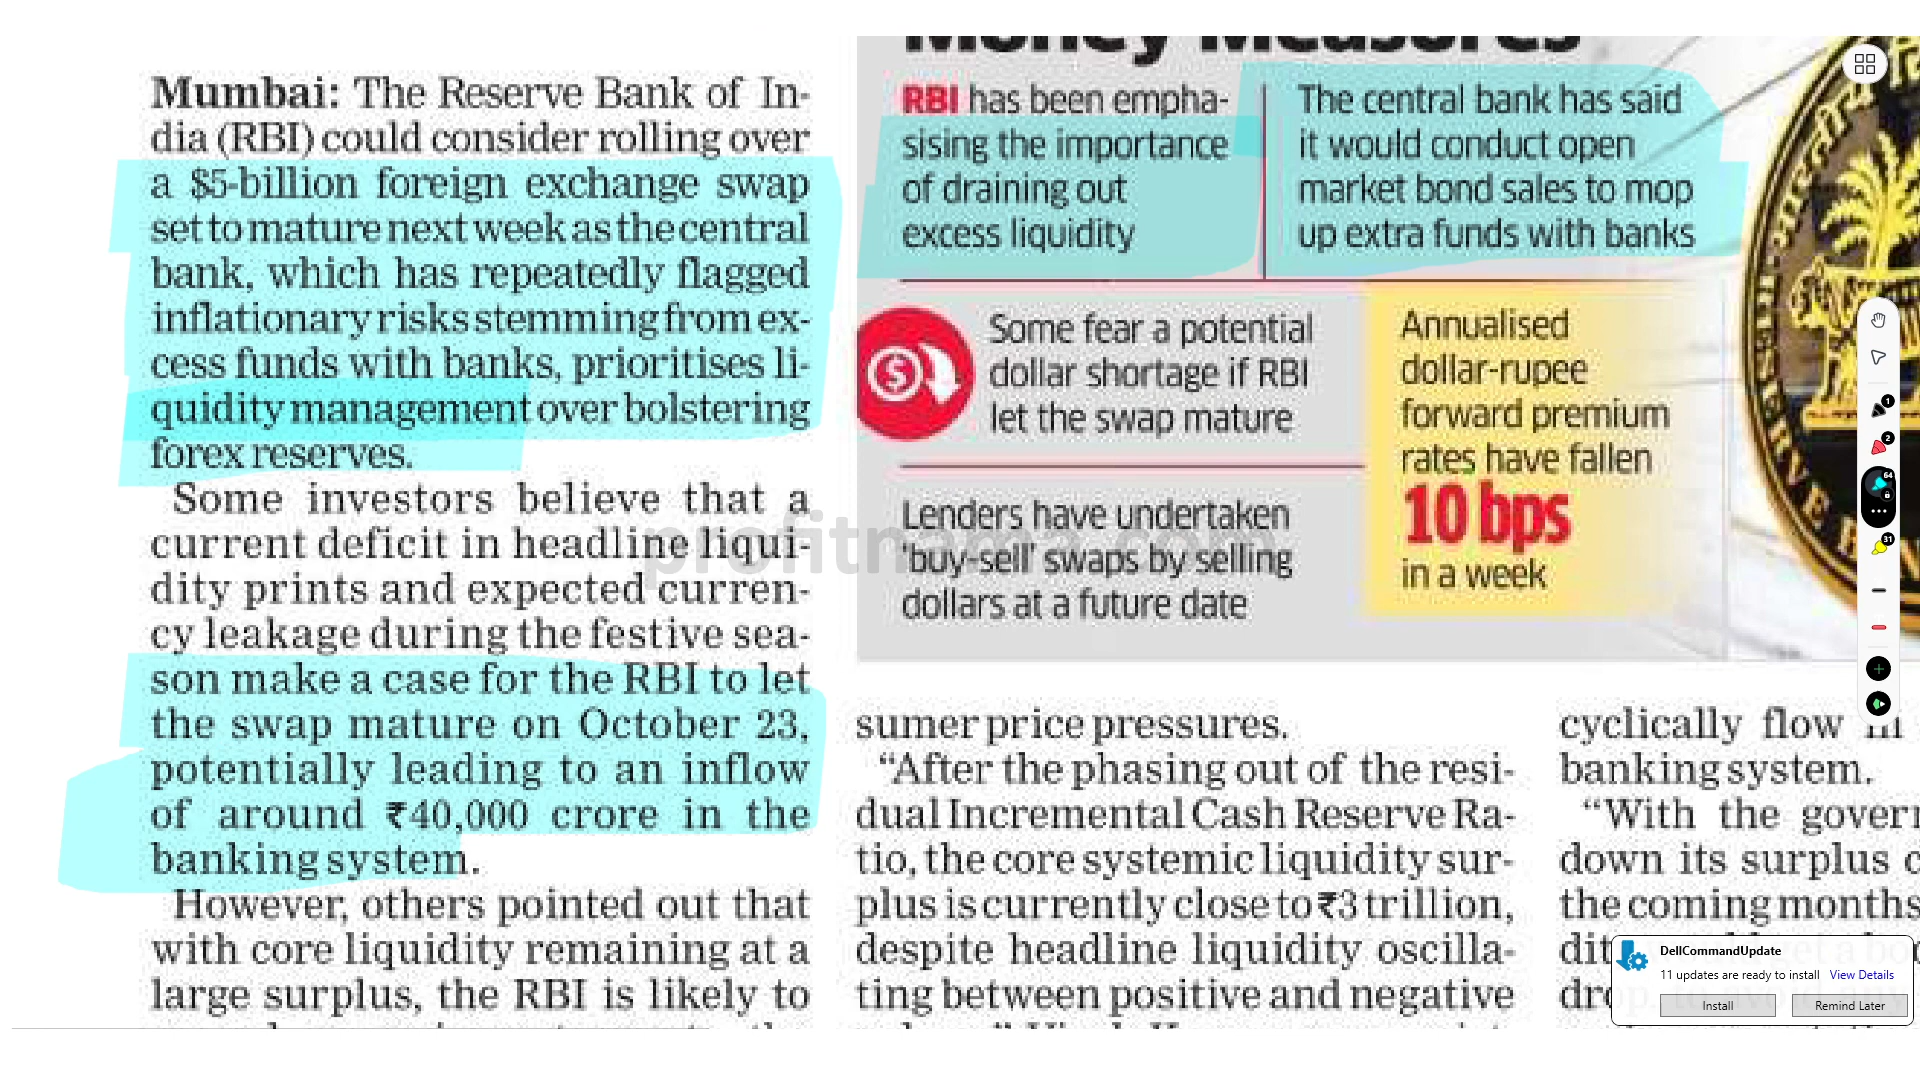 Money Measures
Mumbai: The Reserve Bank of In-
dia (RBI) could consider rolling over
a $5-billion foreign exchange swap
set to mature next week as the central
bank, which has repeatedly flagged
inflationary risks stemming from ex-
cess funds with banks, prioritises li-
quidity management over bolstering
forex reserves.
Some investors believe that a
current deficit in headline liqui-
dity prints and expected curren-
cy leakage during the festive sea-
son make a case for the RBI to let
the swap mature on October 23,
potentially leading to an inflow
of around ₹40,000 crore in the
banking system.
However, others pointed out that
with core liquidity remaining at a
large surplus, the RBI is likely to
RBI has been empha-
sising the importance
of draining out
excess liquidity
The central bank has said
it would conduct open
market bond sales to mop
up extra funds with banks
Some fear a potential
dollar shortage if RBI
let the swap mature
Annualised
dollar-rupee
forward premium
rates have fallen
10 bps
in a week
Lenders have undertaken
'buy-sell' swaps by selling
dollars at a future date
profitnama.com
sumer price pressures.
“After the phasing out of the resi-
dual Incremental Cash Reserve Ra-
tio, the core systemic liquidity sur-
plus is currently close to ₹3 trillion,
despite headline liquidity oscilla-
ting between positive and negative
cyclically flow in
banking system.
“With the govern
down its surplus c
the coming months
DellCommandUpdate
11 updates are ready to install View Details
Install
Remind Later
1
2
64
31